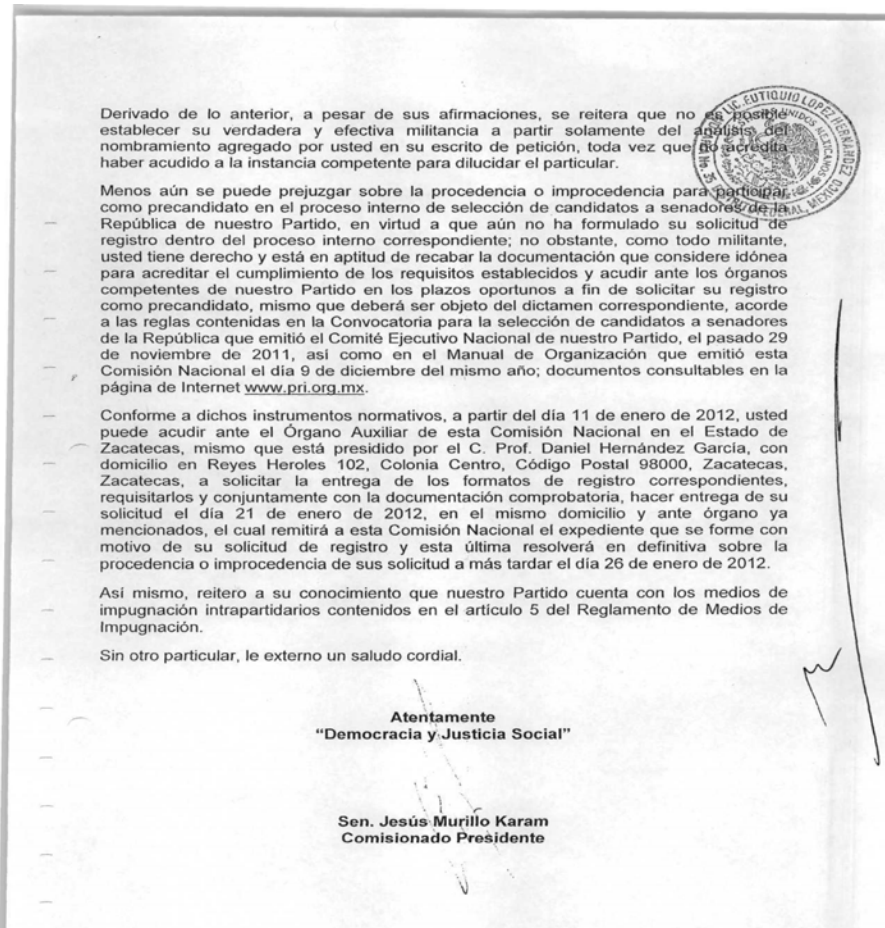 Derivado de lo anterior, a pesar de sus afirmaciones, se reitera que no es posible
establecer su verdadera y efectiva militancia a partir solamente del análisis del
nombramiento agregado por usted en su escrito de petición, toda vez que no acredita
haber acudido a la instancia competente para dilucidar el particular.
Menos aún se puede prejuzgar sobre la procedencia o improcedencia para participar
como precandidato en el proceso interno de selección de candidatos a senadores de la
República de nuestro Partido, en virtud a que aún no ha formulado su solicitud de
registro dentro del proceso interno correspondiente; no obstante, como todo militante,
usted tiene derecho y está en aptitud de recabar la documentación que considere idónea
para acreditar el cumplimiento de los requisitos establecidos y acudir ante los órganos
competentes de nuestro Partido en los plazos oportunos a fin de solicitar su registro
como precandidato, mismo que deberá ser objeto del dictamen correspondiente, acorde
a las reglas contenidas en la Convocatoria para la selección de candidatos a senadores
de la República que emitió el Comité Ejecutivo Nacional de nuestro Partido, el pasado 29
de noviembre de 2011, así como en el Manual de Organización que emitió esta
Comisión Nacional el día 9 de diciembre del mismo año; documentos consultables en la
página de Internet www.pri.org.mx.
Conforme a dichos instrumentos normativos, a partir del día 11 de enero de 2012, usted
puede acudir ante el Órgano Auxiliar de esta Comisión Nacional en el Estado de
Zacatecas, mismo que está presidido por el C. Prof. Daniel Hernández García, con
domicilio en Reyes Heroles 102, Colonia Centro, Código Postal 98000, Zacatecas,
Zacatecas, a solicitar la entrega de los formatos de registro correspondientes,
requisitarlos y conjuntamente con la documentación comprobatoria, hacer entrega de su
solicitud el día 21 de enero de 2012, en el mismo domicilio y ante órgano ya
mencionados, el cual remitirá a esta Comisión Nacional el expediente que se forme con
motivo de su solicitud de registro y esta última resolverá en definitiva sobre la
procedencia o improcedencia de sus solicitud a más tardar el día 26 de enero de 2012.
Así mismo, reitero a su conocimiento que nuestro Partido cuenta con los medios de
impugnación intrapartidarios contenidos en el artículo 5 del Reglamento de Medios de
Impugnación.
Sin otro particular, le externo un saludo cordial.
Atentamente
“Democracia y Justicia Social”
Sen. Jesús Murillo Karam
Comisionado Presidente
LIC. EUTIQUIO LOPEZ HERNANDEZ
UNIDOS MEXICANOS
FEDERAL, MEXICO